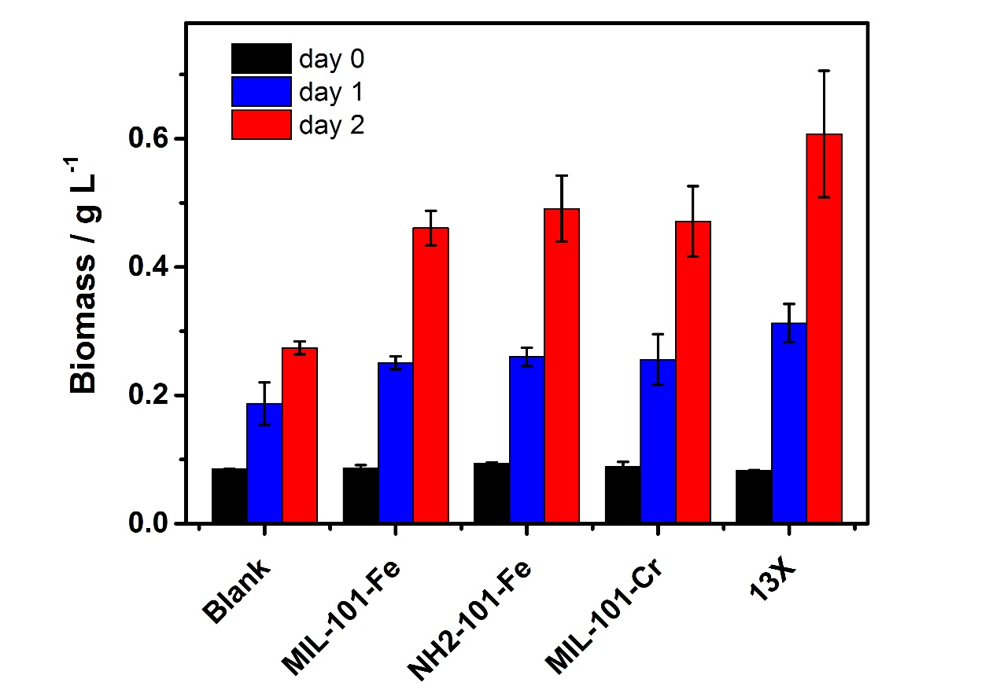 day 0
day 1
day 2
0.6
0.4
0.2
0.0
Biomass / g L⁻¹
Blank
MIL-101-Fe
NH2-101-Fe
MIL-101-Cr
13X